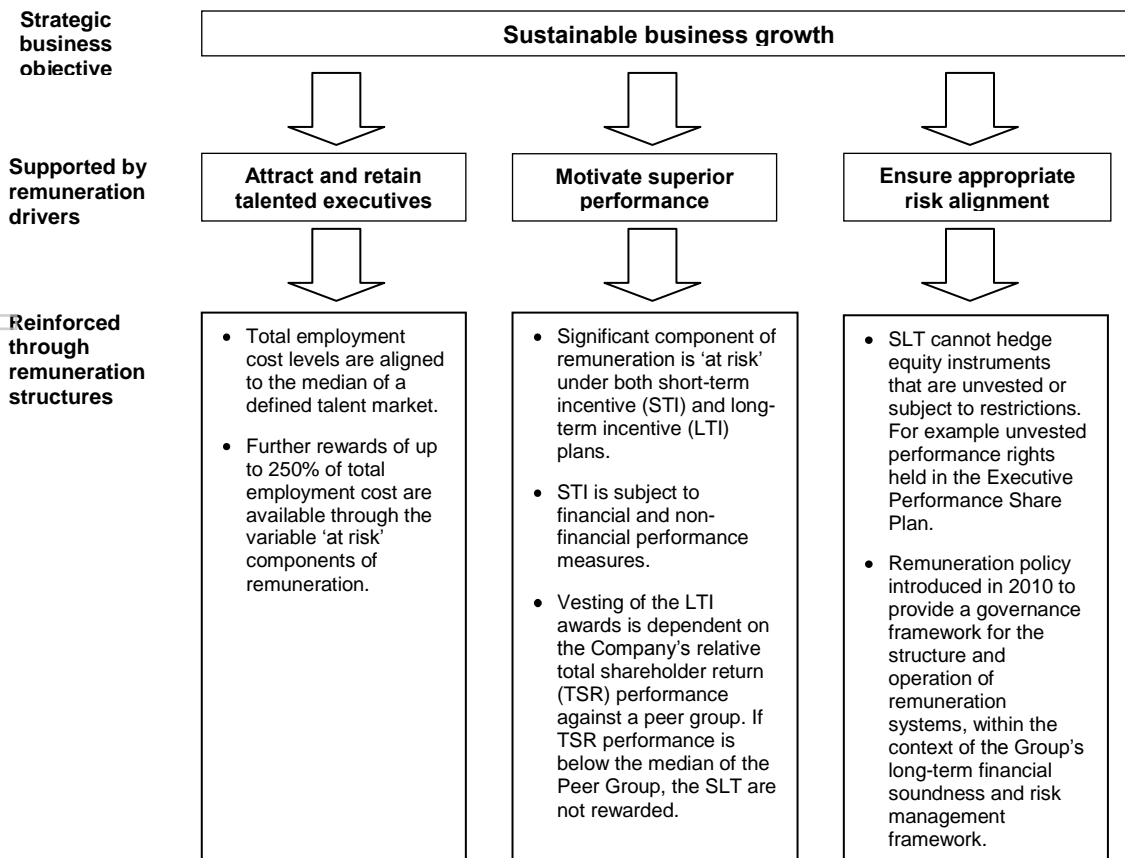 Strategic
business
objective
Sustainable business growth
Supported by
remuneration
drivers
Attract and retain
talented executives
Motivate superior
performance
Ensure appropriate
risk alignment
Reinforced
through
remuneration
structures
• Total employment
cost levels are aligned
to the median of a
defined talent market.
• Further rewards of up
to 250% of total
employment cost are
available through the
variable ‘at risk’
components of
remuneration.
• Significant component of
remuneration is ‘at risk’
under both short-term
incentive (STI) and long-
term incentive (LTI)
plans.
• STI is subject to
financial and non-
financial performance
measures.
• Vesting of the LTI
awards is dependent on
the Company’s relative
total shareholder return
(TSR) performance
against a peer group. If
TSR performance is
below the median of the
Peer Group, the SLT are
not rewarded.
• SLT cannot hedge
equity instruments
that are unvested or
subject to restrictions.
For example unvested
performance rights
held in the Executive
Performance Share
Plan.
• Remuneration policy
introduced in 2010 to
provide a governance
framework for the
structure and
operation of
remuneration
systems, within the
context of the Group’s
long-term financial
soundness and risk
management
framework.